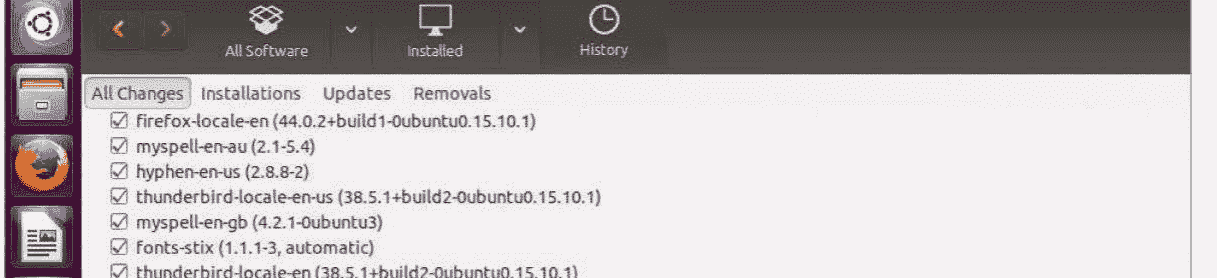 All Software Installed History
All Changes Installations Updates Removals
firefox-locale-en (44.0.2+build1-0ubuntu0.15.10.1)
myspell-en-au (2.1-5.4)
hyphen-en-us (2.8.8-2)
thunderbird-locale-en-us (38.5.1+build2-0ubuntu0.15.10.1)
myspell-en-gb (4.2.1-0ubuntu3)
fonts-stix (1.1.1-3, automatic)
thunderbird-locale-en (38.5.1+build2-0ubuntu0.15.10.1)